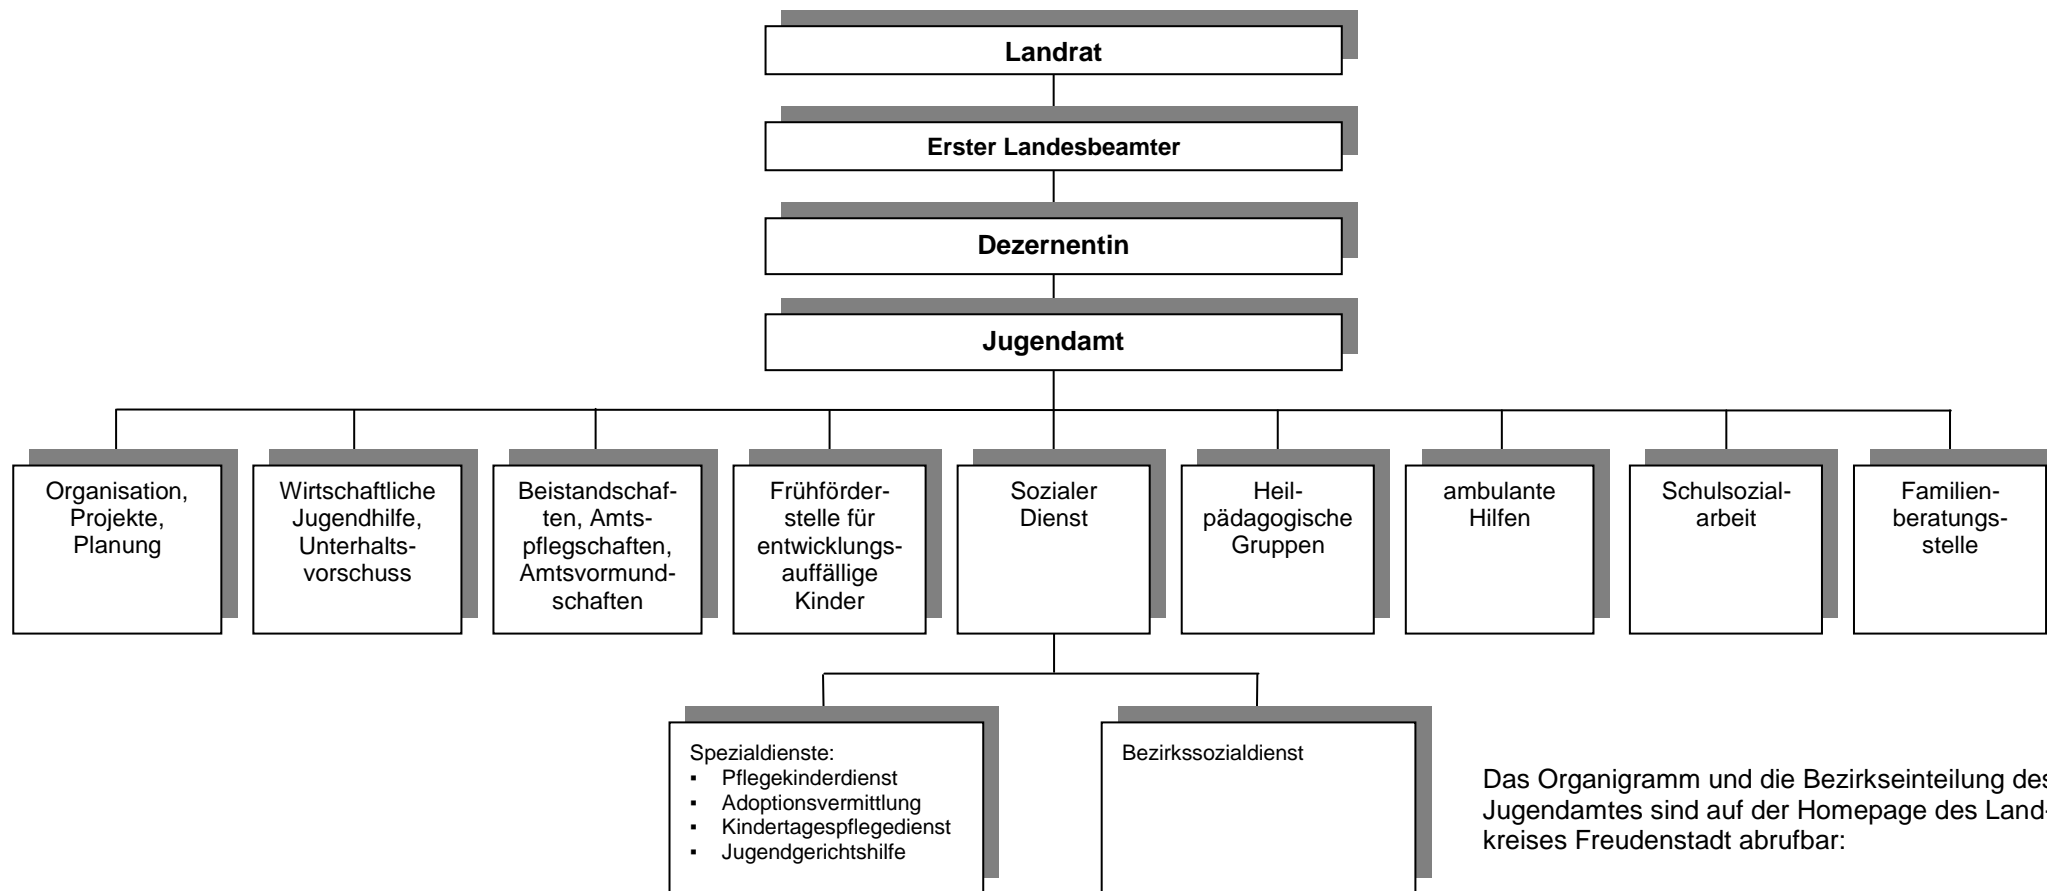 Landrat
Erster Landesbeamter
Dezernentin
Jugendamt
Organisation,
Projekte,
Planung
Wirtschaftliche
Jugendhilfe,
Unterhalts-
vorschuss
Beistandschaf-
ten, Amts-
pflegschaften,
Amtsvormund-
schaften
Frühförder-
stelle für
entwicklungs-
auffällige
Kinder
Sozialer
Dienst
Heil-
pädagogische
Gruppen
ambulante
Hilfen
Schulsozial-
arbeit
Familien-
beratungs-
stelle
Spezialdienste:
▪ Pflegekinderdienst
▪ Adoptionsvermittlung
▪ Kindertagespflegedienst
▪ Jugendgerichtshilfe
Bezirkssozialdienst
Das Organigramm und die Bezirkseinteilung des
Jugendamtes sind auf der Homepage des Land-
kreises Freudenstadt abrufbar: